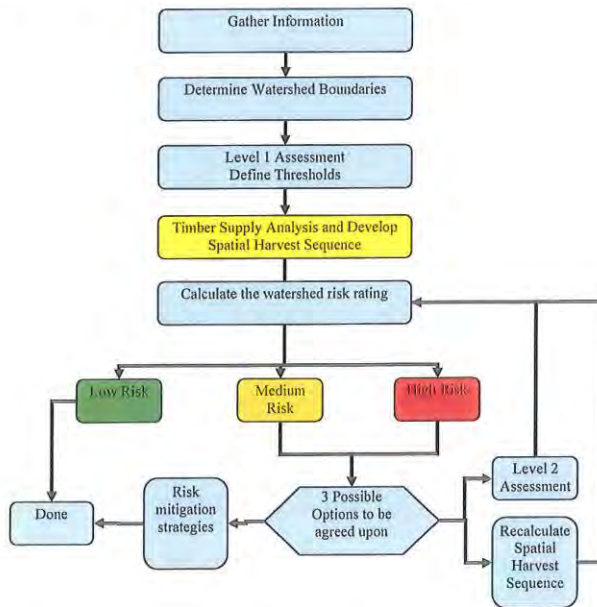 Gather Information
Determine Watershed Boundaries
Level 1 Assessment
Define Thresholds
Timber Supply Analysis and Develop
Spatial Harvest Sequence
Calculate the watershed risk rating
Low Risk
Medium
Risk
High Risk
Risk
mitigation
strategies
3 Possible
Options to be
agreed upon
Level 2
Assessment
Done
Recalculate
Spatial
Harvest
Sequence